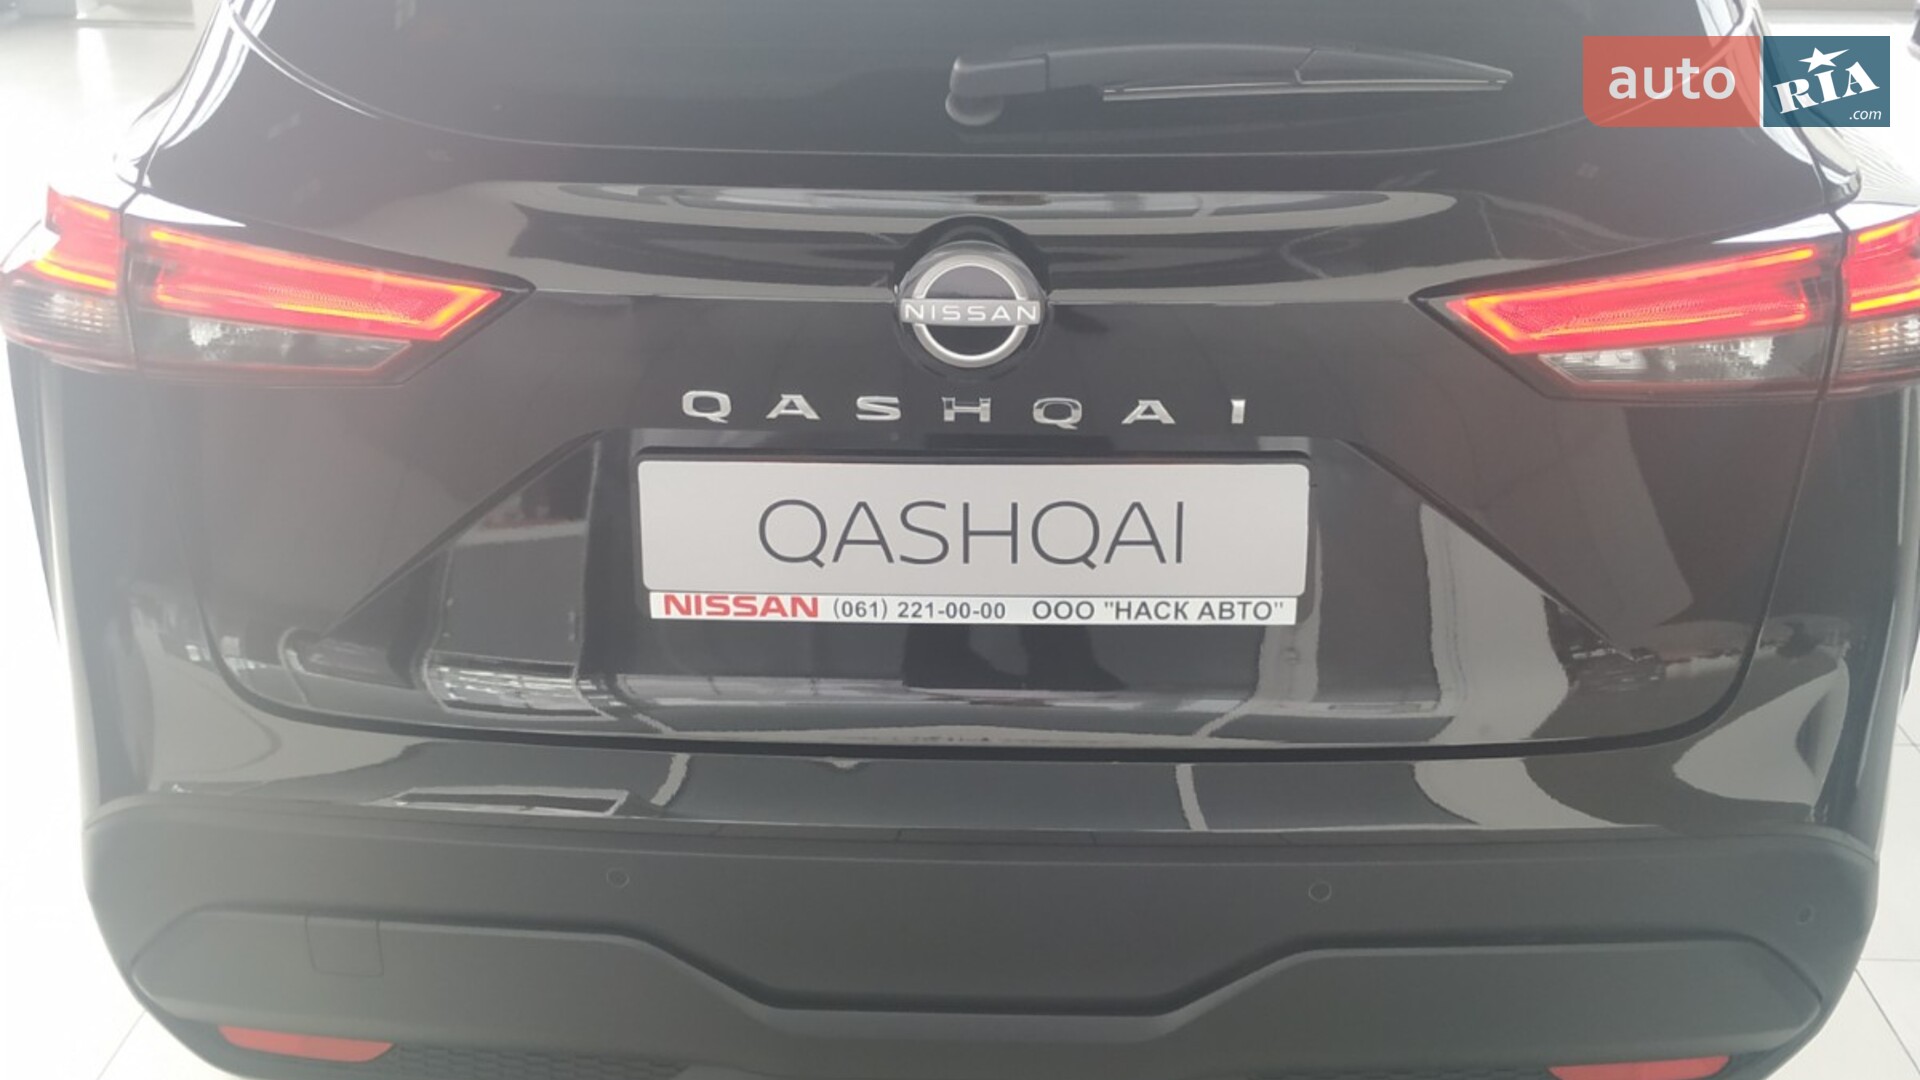 auto RIA
.com
NISSAN
QASHQAI
QASHQAI
NISSAN (061) 221-00-00 ООО "НАСК АВТО"